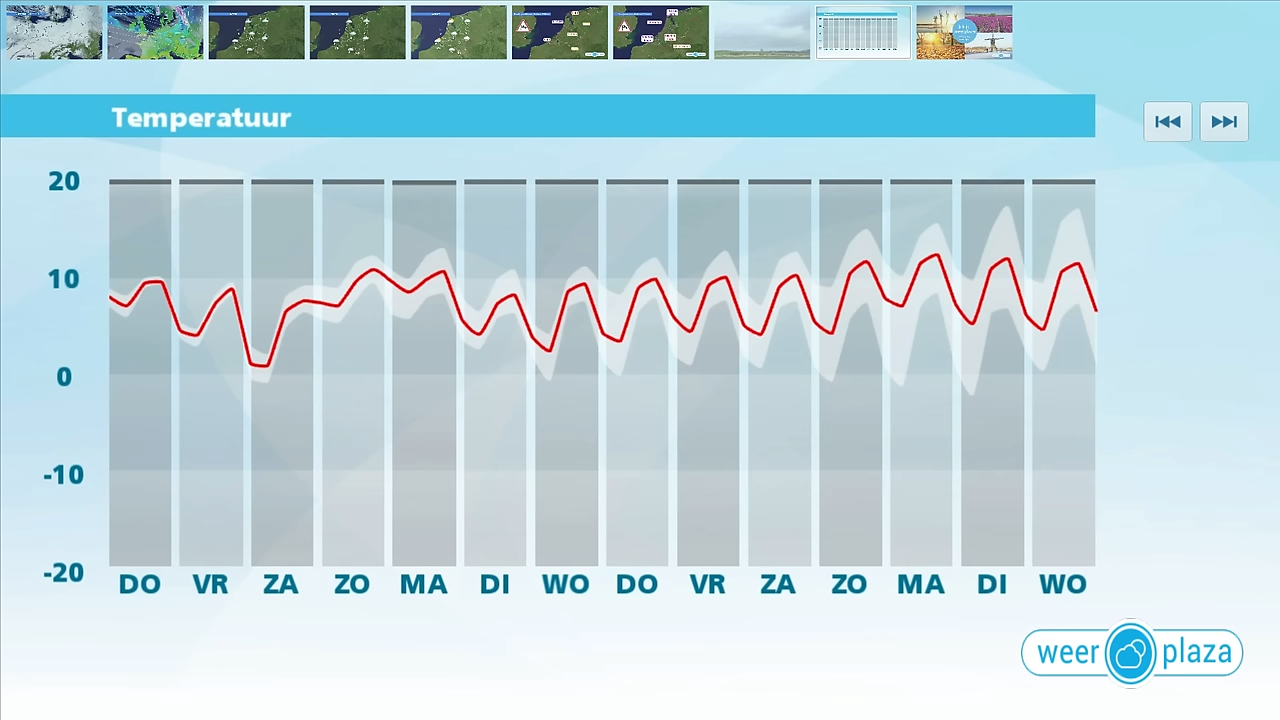 Temperatuur
20
10
0
-10
-20
DO VR ZA ZO MA DI WO DO VR ZA ZO MA DI WO
weer plaza